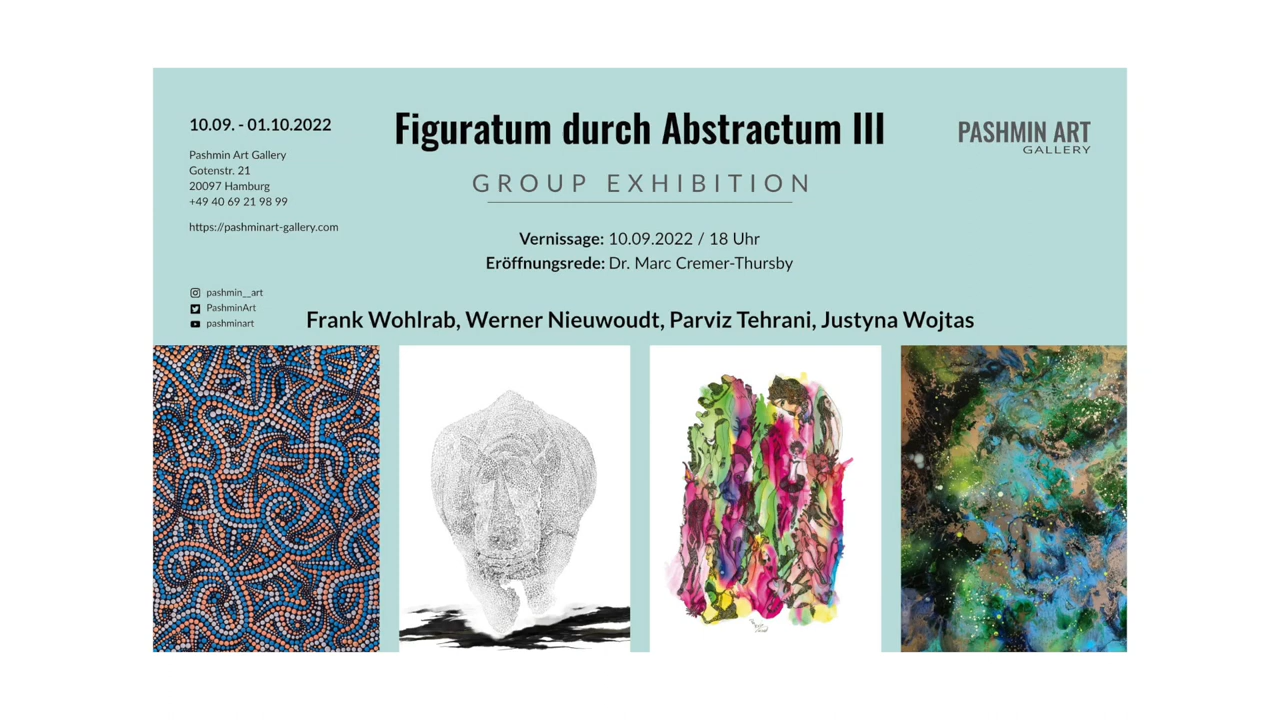 10.09. - 01.10.2022
Pashmin Art Gallery
Gotenstr. 21
20097 Hamburg
+49 40 69 21 98 99
https://pashminart-gallery.com
pashmin__art
PashminArt
pashminart
Figuratum durch Abstractum III
GROUP EXHIBITION
Vernissage: 10.09.2022 / 18 Uhr
Eröffnungsrede: Dr. Marc Cremer-Thursby
Frank Wohlrab, Werner Nieuwoudt, Parviz Tehrani, Justyna Wojtas
PASHMIN ART
GALLERY